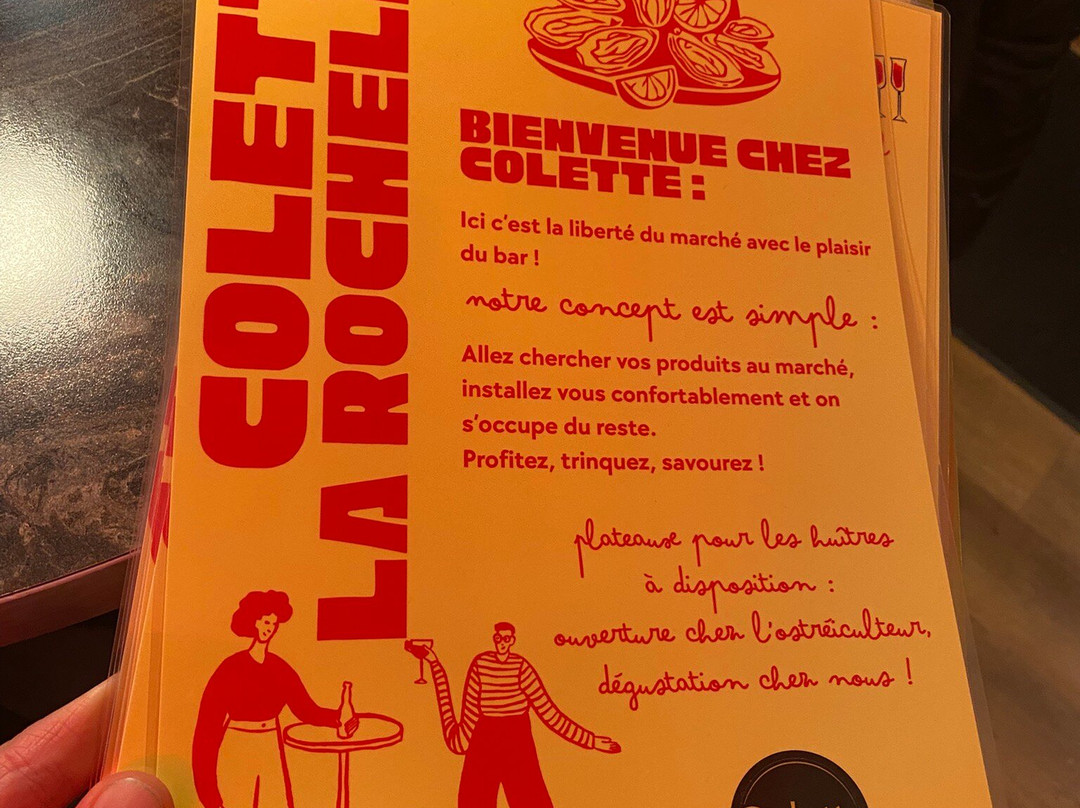 BIENVENUE CHEZ
COLETTE :
Ici c'est la liberté du marché avec le plaisir
du bar !
notre concept est simple :
Allez chercher vos produits au marché,
installez vous confortablement et on
s'occupe du reste.
Profitez, trinquez, savourez !
plateaux pour les huîtres
à disposition :
ouverture chez l'ostréiculteur,
dégustation chez nous !
LA